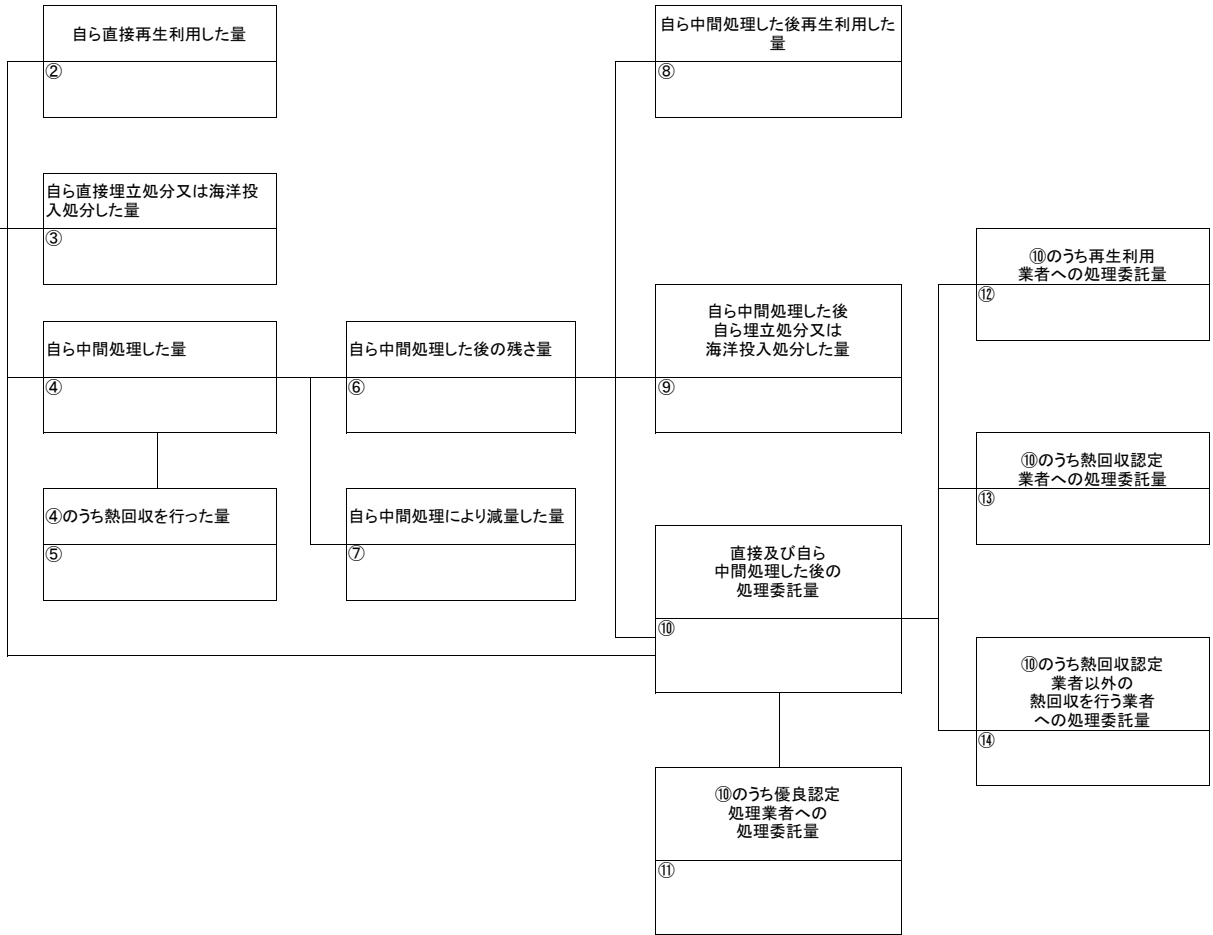 自ら直接再生利用した量
②
自ら直接埋立処分又は海洋投
入処分した量
③
自ら中間処理した量
④
④のうち熱回収を行った量
⑤
自ら中間処理した後の残さ量
⑥
自ら中間処理により減量した量
⑦
自ら中間処理した後再生利用した
量
⑧
自ら中間処理した後
自ら埋立処分又は
海洋投入処分した量
⑨
直接及び自ら
中間処理した後の
処理委託量
⑩
⑩のうち優良認定
処理業者への
処理委託量
⑪
⑩のうち再生利用
業者への処理委託量
⑫
⑩のうち熱回収認定
業者への処理委託量
⑬
⑩のうち熱回収認定
業者以外の
熱回収を行う業者
への処理委託量
⑭